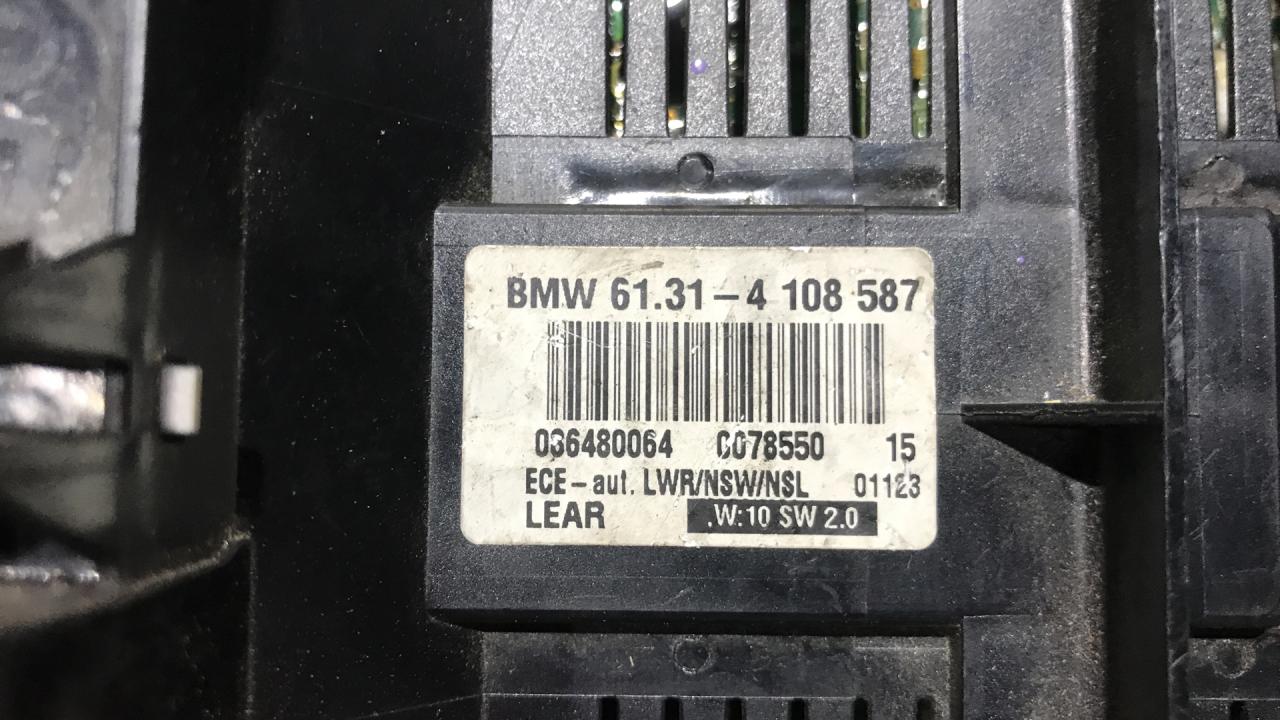 BMW 61.31-4 108 587
036480064 0078550 15
ECE-aut. LWR/NSW/NSL 01123
LEAR .W:10 SW 2.0